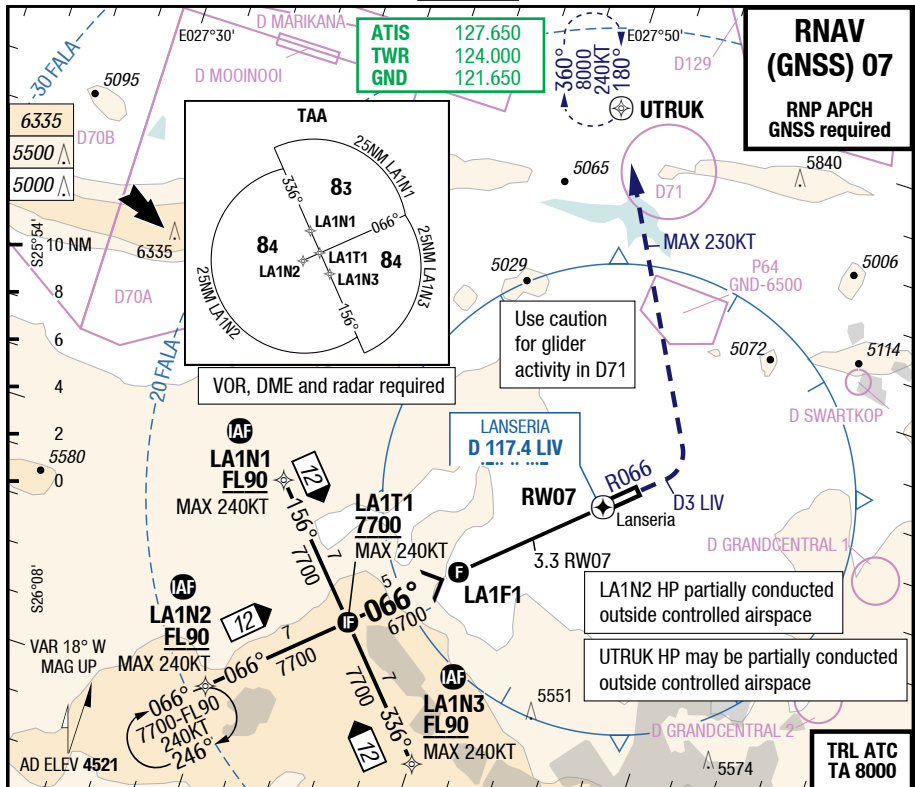 D MARIKANA
E027°30'
30 FALA
5095
D MOOINOOI
ATIS 127.650
TWR 124.000
GND 121.650
360°
8000
240KT
180°
E027°50'
D129
UTRUK
RNAV
(GNSS) 07
RNP APCH
GNSS required
6335
5500
5000
D70B
TAA
25NM LA1N1
336°
83
LA1N1
066°
84
LA1N2
LA1T1
84
LA1N3
25NM LA1N3
25NM LA1N2
156°
5065
5840
D71
S25°54'
10 NM
6335
MAX 230KT
D70A
8
6
4
2
0
5029
P64
GND-6500
5006
Use caution
for glider
activity in D71
5072
5114
20 FALA
VOR, DME and radar required
D SWARTKOP
5580
IAF
LA1N1
FL90
MAX 240KT
12
LANSERIA
D 117.4 LIV
RW07
R066
Lanseria
D3 LIV
LA1T1
7700
MAX 240KT
156°
7
7700
3.3 RW07
D GRANDCENTRAL 1
S26°08'
F
LA1F1
5
066°
6700
IF
LA1N2 HP partially conducted
outside controlled airspace
IAF
LA1N2
FL90
MAX 240KT
12
7
066°
7700
UTRUK HP may be partially conducted
outside controlled airspace
VAR 18° W
MAG UP
7
7700
336°
12
IAF
LA1N3
FL90
MAX 240KT
5551
D GRANDCENTRAL 2
066°
7700-FL90
240KT
246°
AD ELEV 4521
5574
TRL ATC
TA 8000